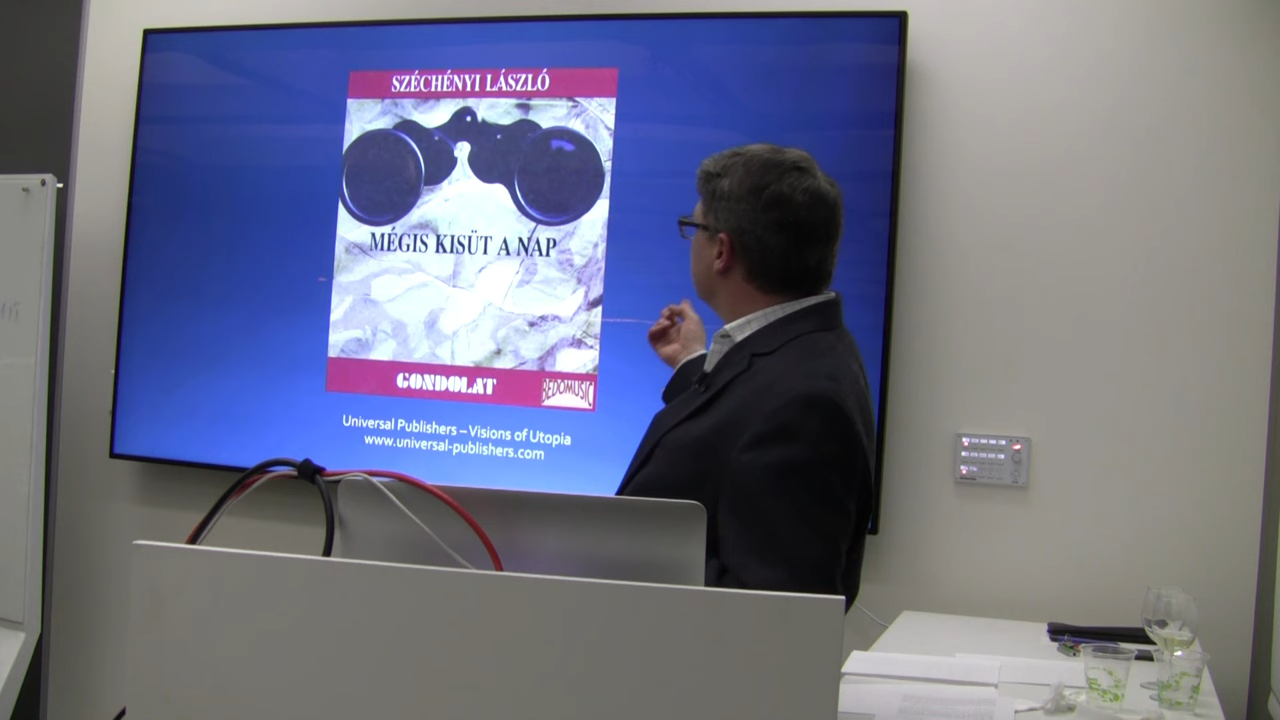 SZÉCHÉNYI LÁSZLÓ
MÉGIS KISÜT A NAP
GONDOLAT
BEDOMUSIC
Universal Publishers – Visions of Utopia
www.universal-publishers.com